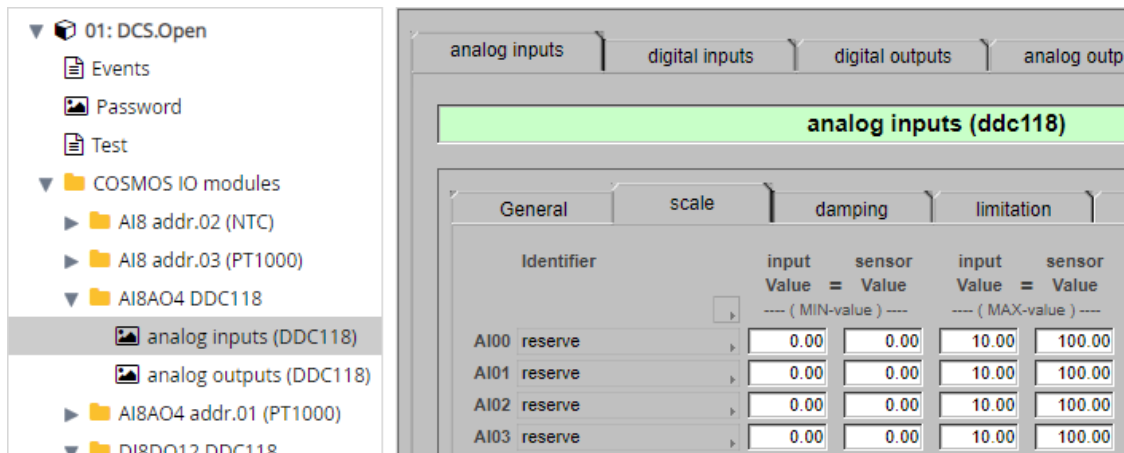 01: DCS.Open
Events
Password
Test
COSMOS IO modules
AI8 addr.02 (NTC)
AI8 addr.03 (PT1000)
AI8AO4 DDC118
analog inputs (DDC118)
analog outputs (DDC118)
AI8AO4 addr.01 (PT1000)
DI8DO12 DDC118
analog inputs digital inputs digital outputs analog outp
analog inputs (ddc118)
General scale damping limitation
Identifier input sensor input sensor
Value = Value Value = Value
---- ( MIN-value ) ---- ---- ( MAX-value ) ----
AI00 reserve 0.00 0.00 10.00 100.00
AI01 reserve 0.00 0.00 10.00 100.00
AI02 reserve 0.00 0.00 10.00 100.00
AI03 reserve 0.00 0.00 10.00 100.00